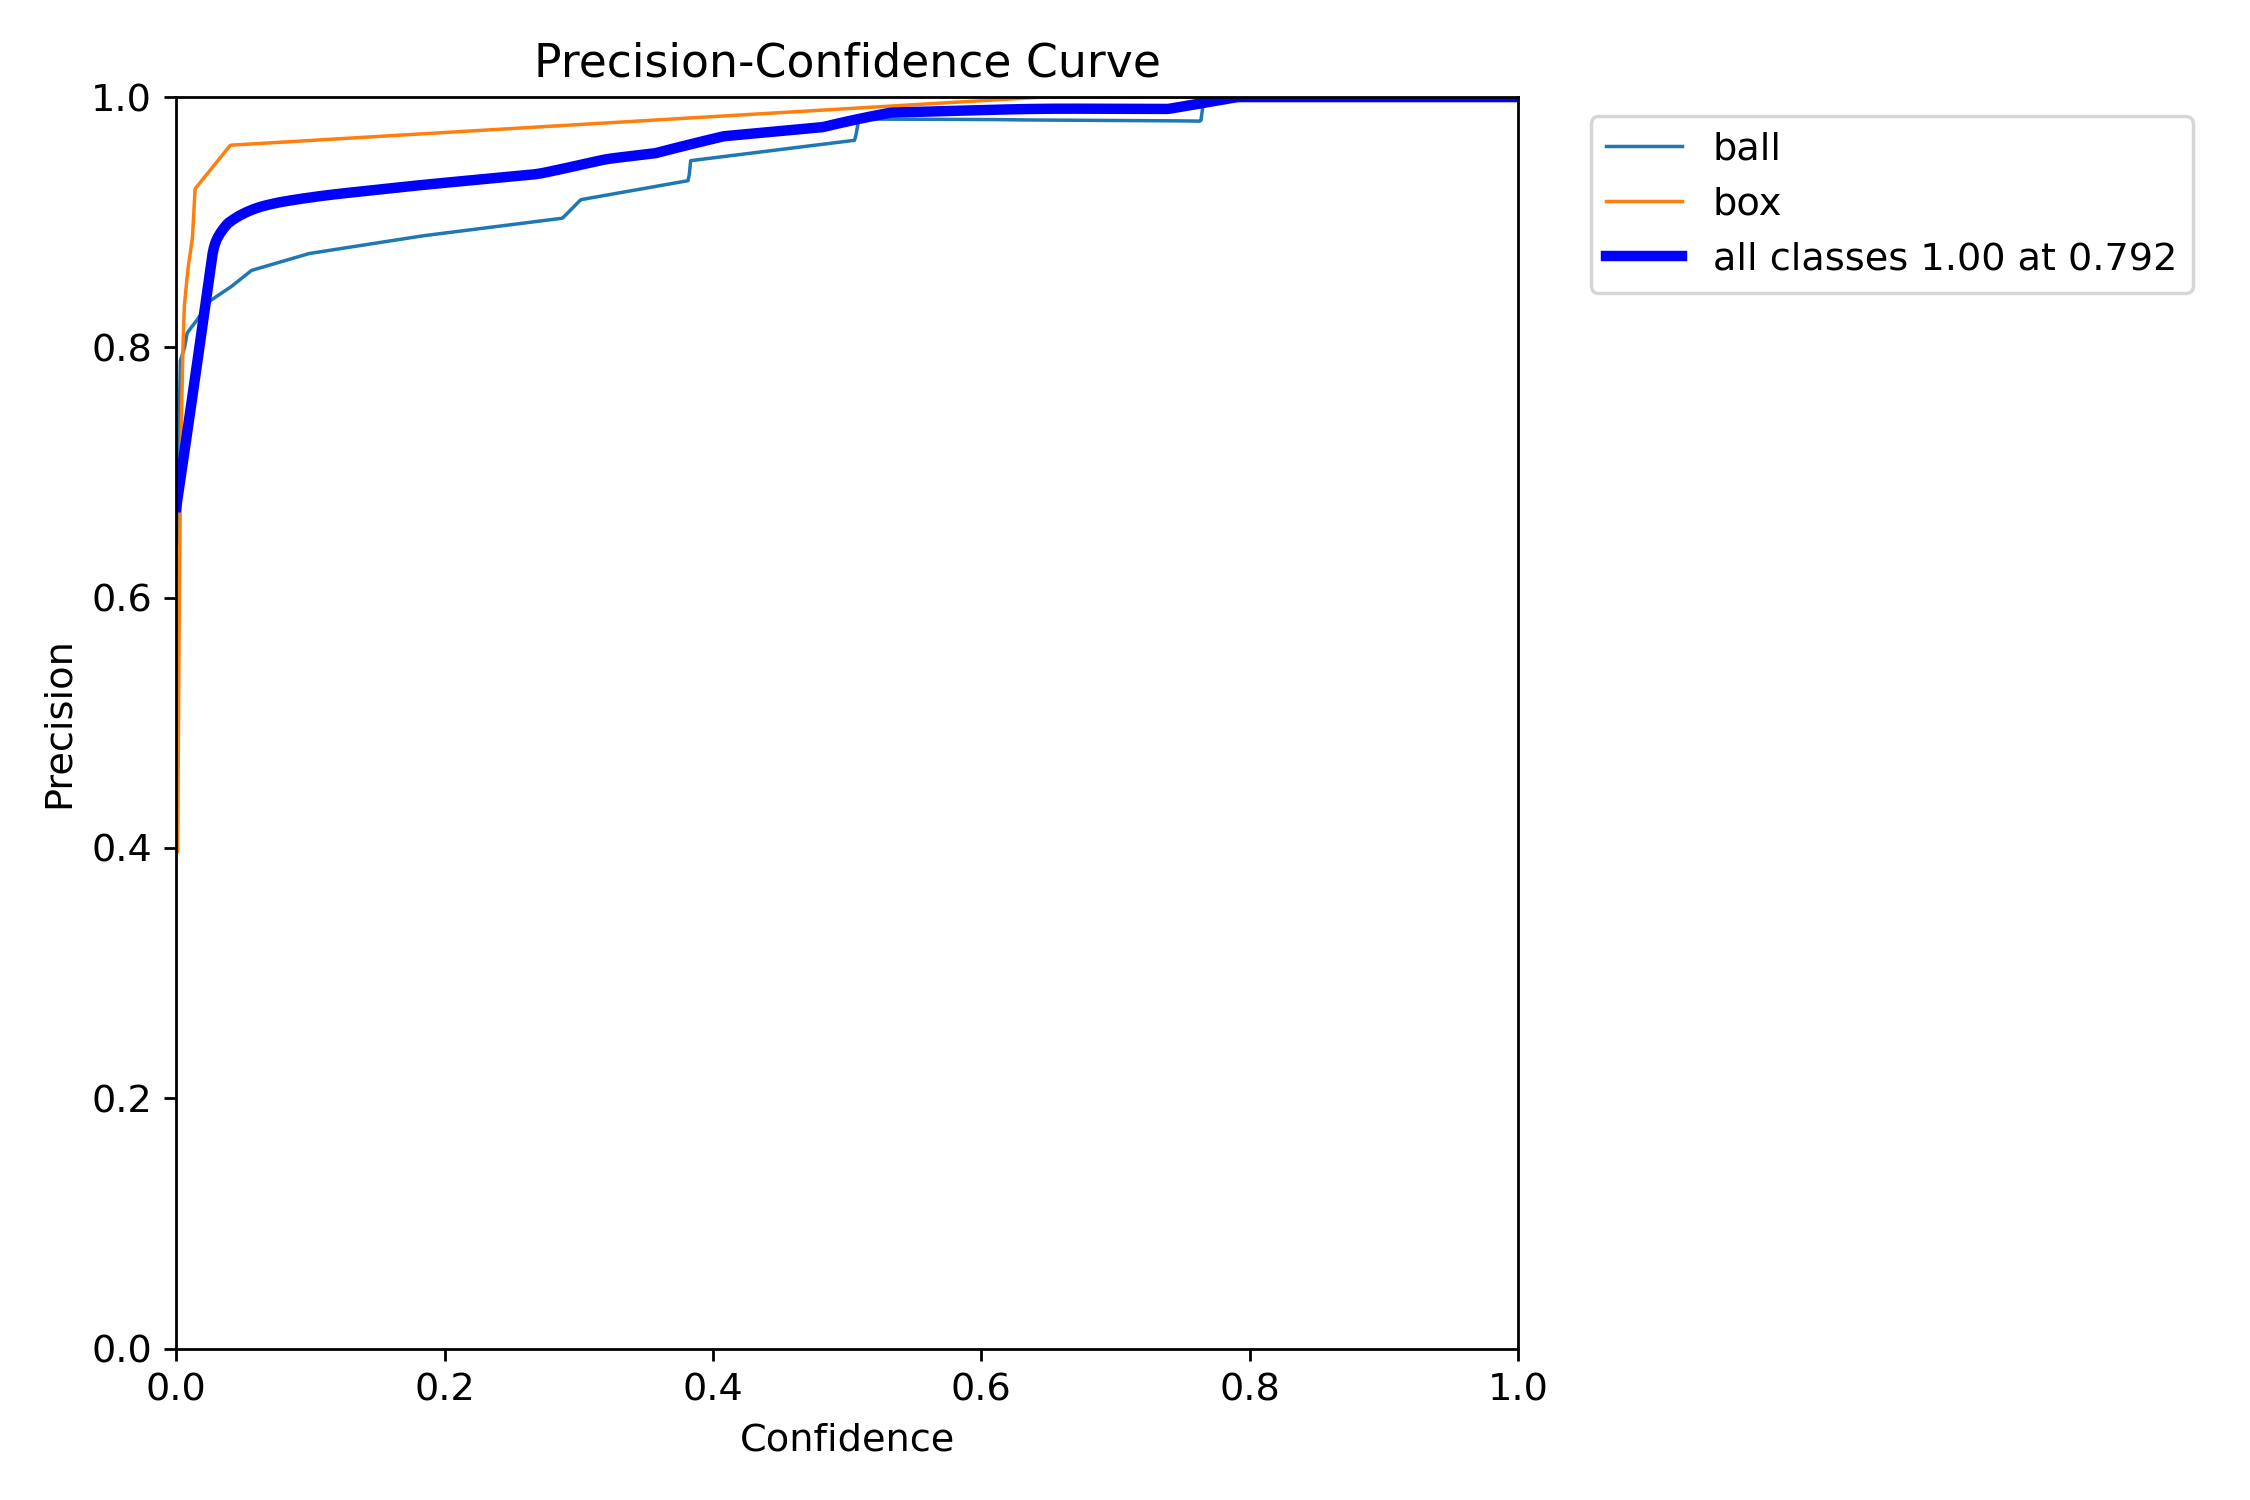 Precision-Confidence Curve
1.0
0.8
0.6
0.4
0.2
0.0
Precision
0.0 0.2 0.4 0.6 0.8 1.0
Confidence
ball
box
all classes 1.00 at 0.792